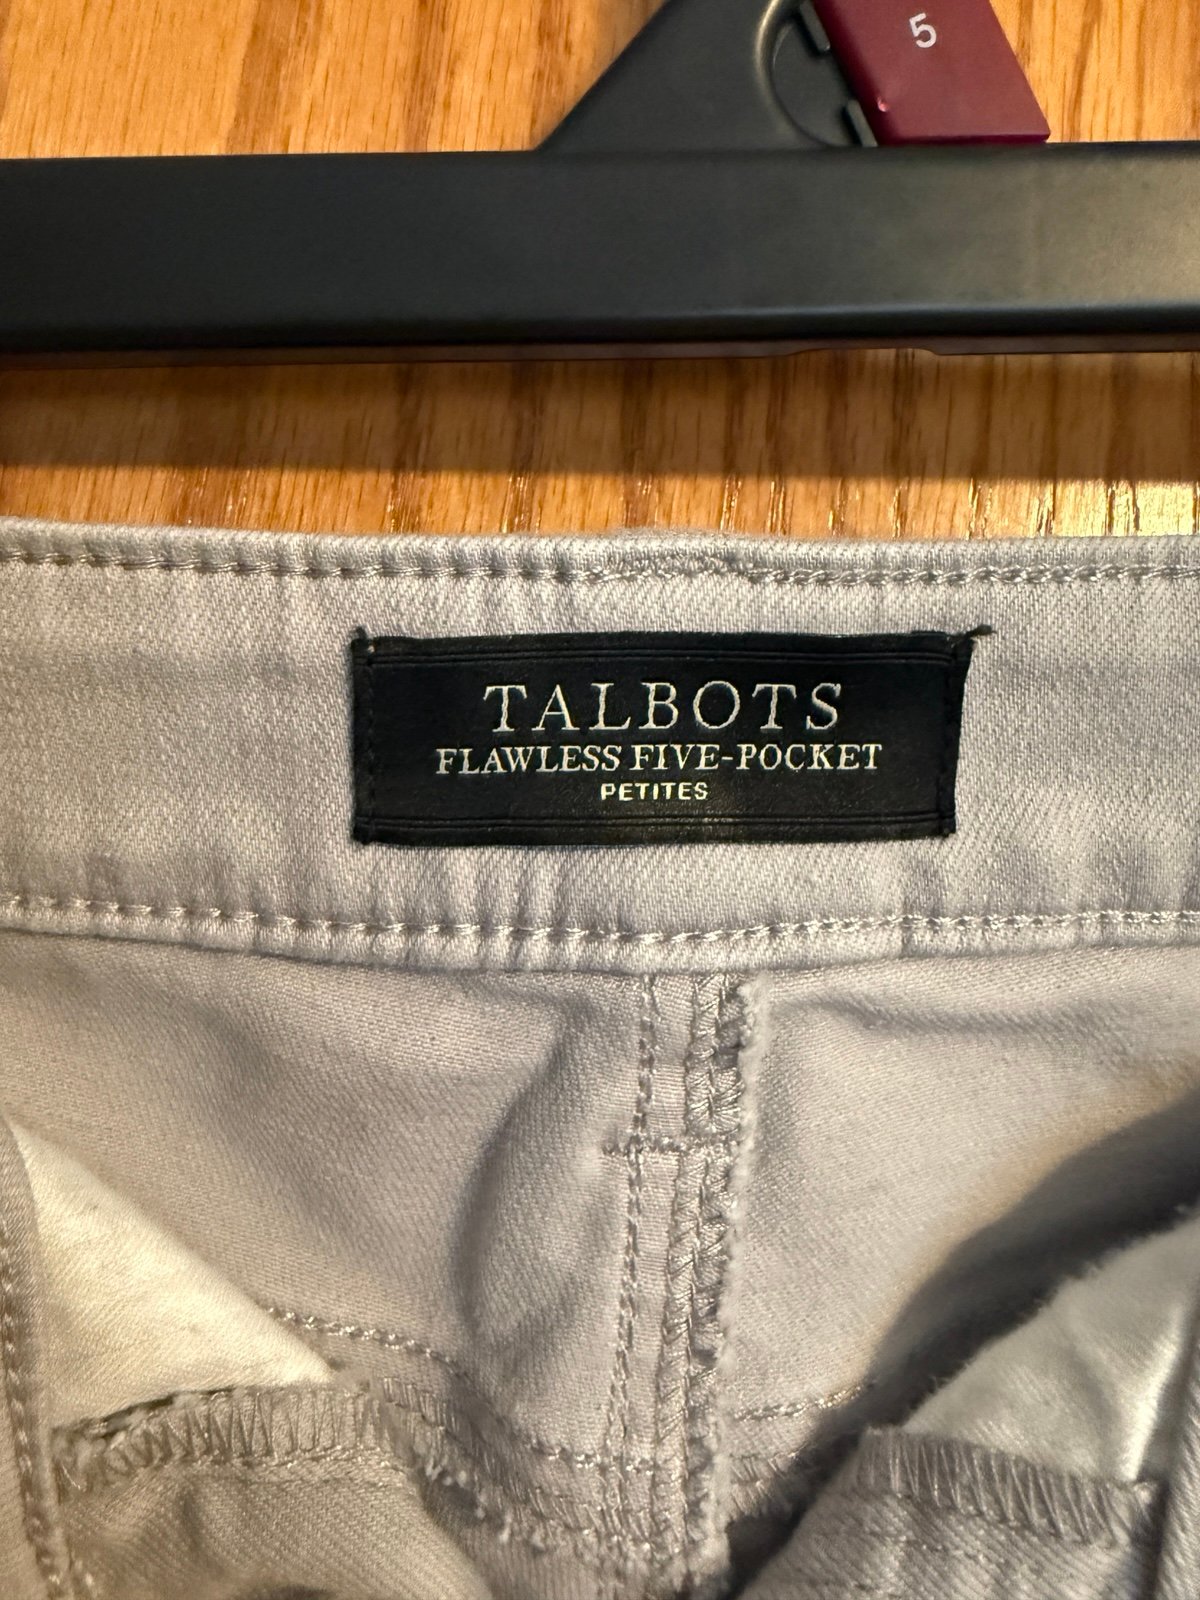 5
TALBOTS
FLAWLESS FIVE-POCKET
PETITES